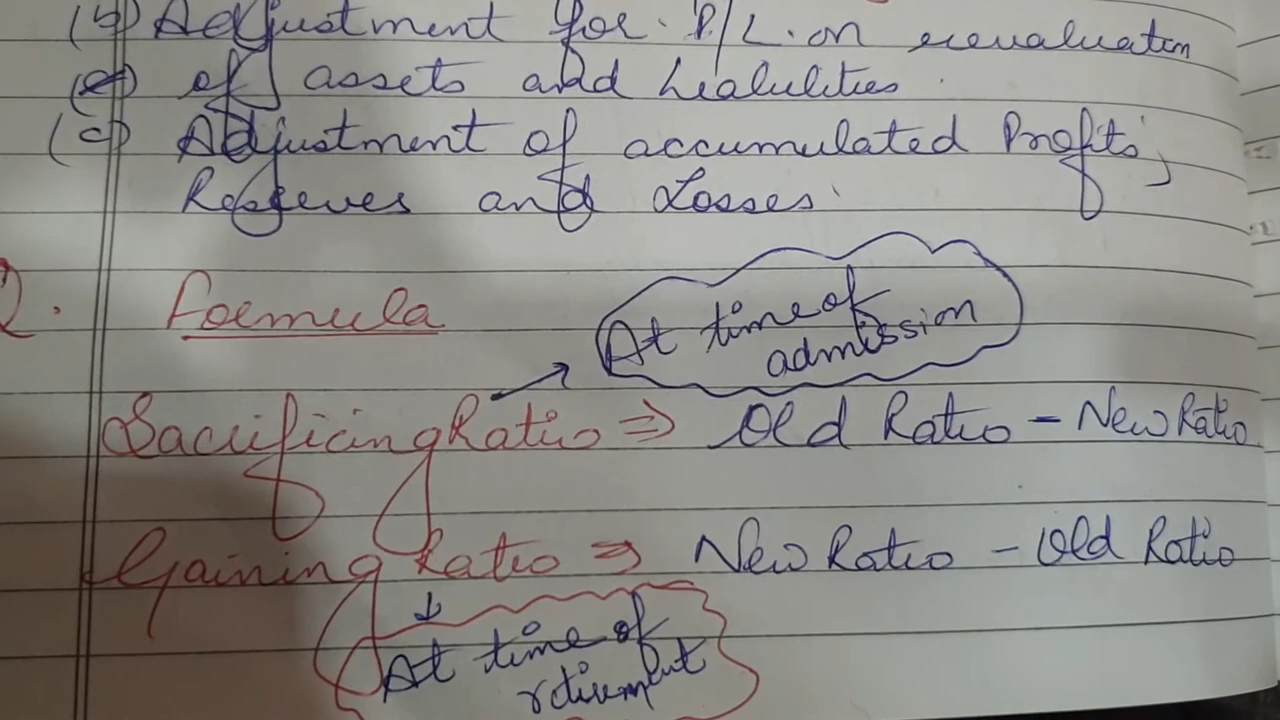 (b) Adjustment for P/L on revaluation
of assets and Liabilities
(c) Adjustment of accumulated Profits,
Reserves and Losses.
2. Formula
At time of
admission
Sacrificing Ratio ⇒ Old Ratio - New Ratio
Gaining Ratio ⇒ New Ratio - Old Ratio
At time of
retirement